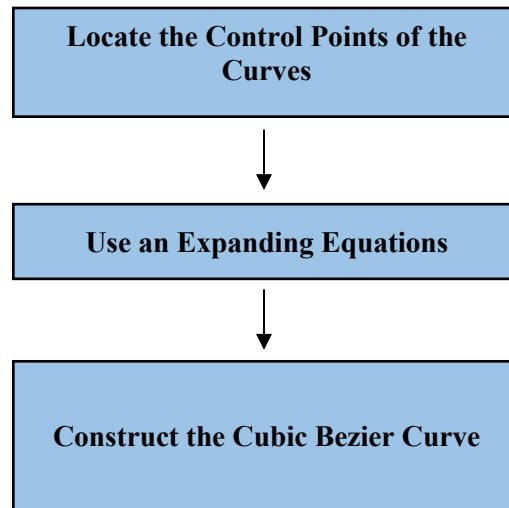 Locate the Control Points of the
Curves
Use an Expanding Equations
Construct the Cubic Bezier Curve